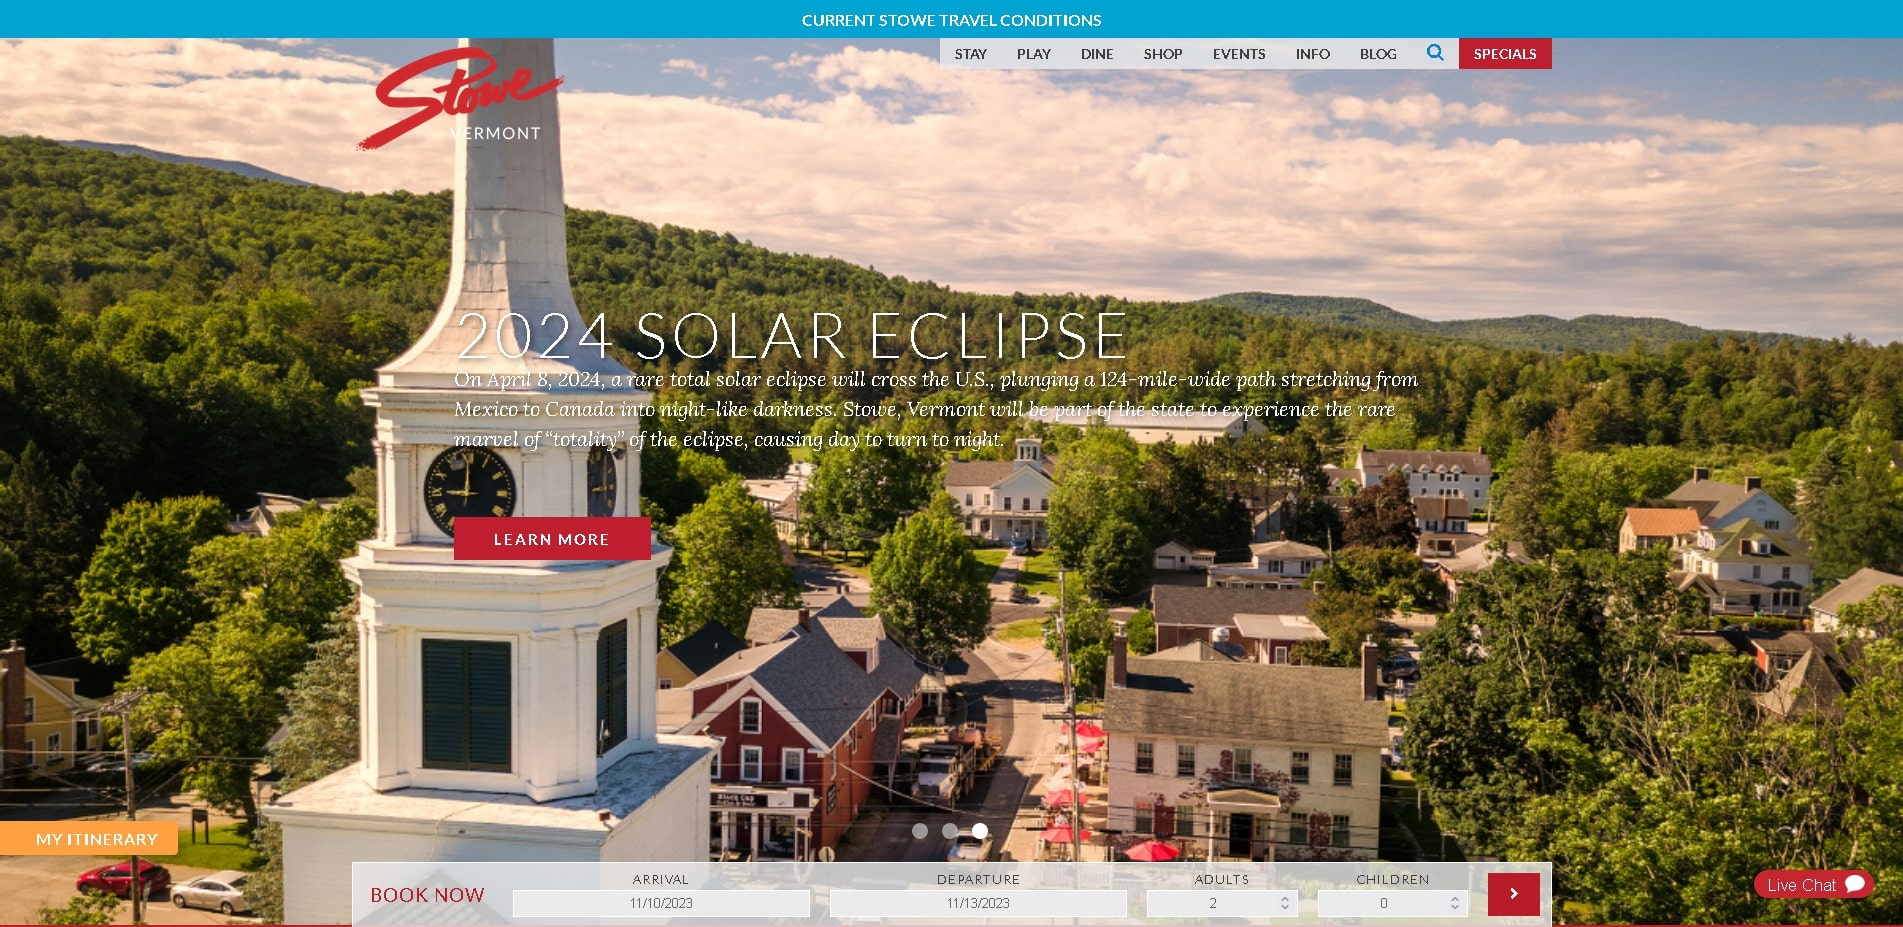 CURRENT STOWE TRAVEL CONDITIONS
STAY PLAY DINE SHOP EVENTS INFO BLOG SPECIALS
Stowe
VERMONT
2024 SOLAR ECLIPSE
On April 8, 2024, a rare total solar eclipse will cross the U.S., plunging a 124-mile-wide path stretching from
Mexico to Canada into night-like darkness. Stowe, Vermont will be part of the state to experience the rare
marvel of “totality” of the eclipse, causing day to turn to night.
LEARN MORE
MY ITINERARY
BOOK NOW
ARRIVAL DEPARTURE ADULTS CHILDREN
11/10/2023 11/13/2023 2 0
Live Chat